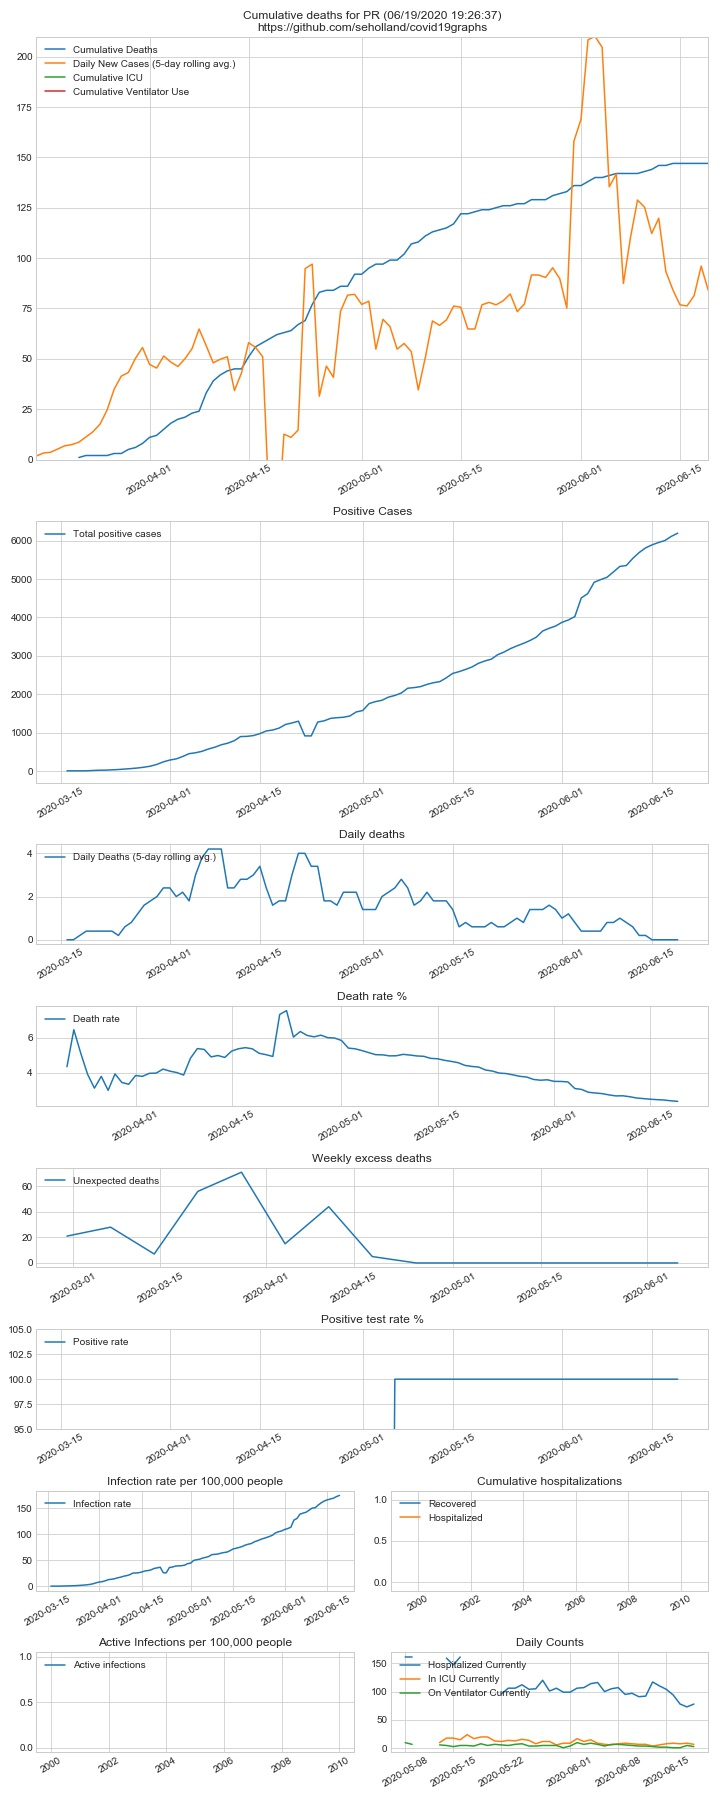 Cumulative deaths for PR (06/19/2020 19:26:37)
https://github.com/seholland/covid19graphs
Cumulative Deaths
Daily New Cases (5-day rolling avg.)
Cumulative ICU
Cumulative Ventilator Use
200
175
150
125
100
75
50
25
0
2020-04-01 2020-04-15 2020-05-01 2020-05-15 2020-06-01 2020-06-15
Positive Cases
Total positive cases
6000
5000
4000
3000
2000
1000
0
2020-03-15 2020-04-01 2020-04-15 2020-05-01 2020-05-15 2020-06-01 2020-06-15
Daily deaths
Daily Deaths (5-day rolling avg.)
4
2
0
2020-03-15 2020-04-01 2020-04-15 2020-05-01 2020-05-15 2020-06-01 2020-06-15
Death rate %
Death rate
6
4
2020-04-01 2020-04-15 2020-05-01 2020-05-15 2020-06-01 2020-06-15
Weekly excess deaths
Unexpected deaths
60
40
20
0
2020-03-01 2020-03-15 2020-04-01 2020-04-15 2020-05-01 2020-05-15 2020-06-01
Positive test rate %
Positive rate
105.0
102.5
100.0
97.5
95.0
2020-03-15 2020-04-01 2020-04-15 2020-05-01 2020-05-15 2020-06-01 2020-06-15
Infection rate per 100,000 people
Infection rate
150
100
50
0
2020-03-15 2020-04-01 2020-04-15 2020-05-01 2020-05-15 2020-06-01 2020-06-15
Cumulative hospitalizations
Recovered
Hospitalized
1.0
0.5
0.0
2000 2002 2004 2006 2008 2010
Active Infections per 100,000 people
Active infections
1.0
0.5
0.0
2000 2002 2004 2006 2008 2010
Daily Counts
Hospitalized Currently
In ICU Currently
On Ventilator Currently
150
100
50
0
2020-05-08 2020-05-15 2020-05-22 2020-06-01 2020-06-08 2020-06-15